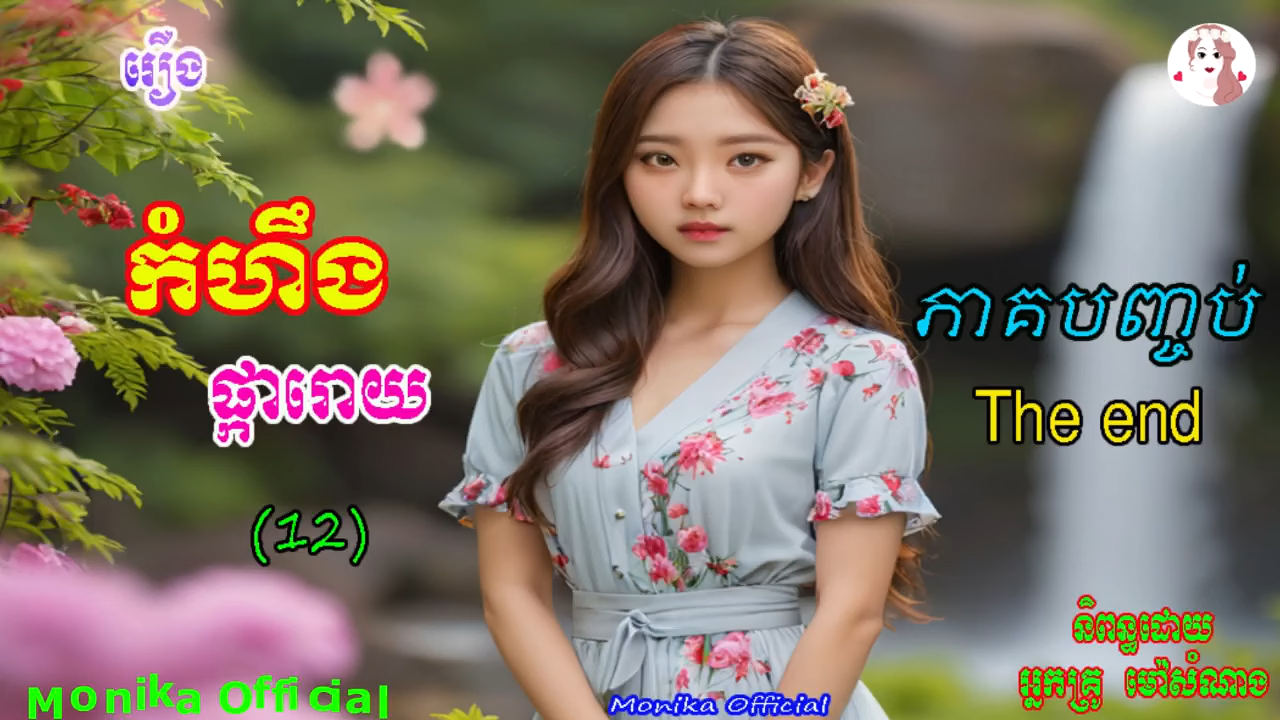 រឿង
កំហឹង
ផ្ការោយ
(12)
ភាគបញ្ចប់
The end
និពន្ធដោយ
អ្នកគ្រូ ម៉ៅសំណាង
Monika Official
Monika Official